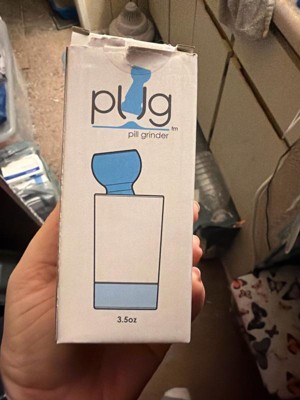 plug
tm
pill grinder
3.5oz